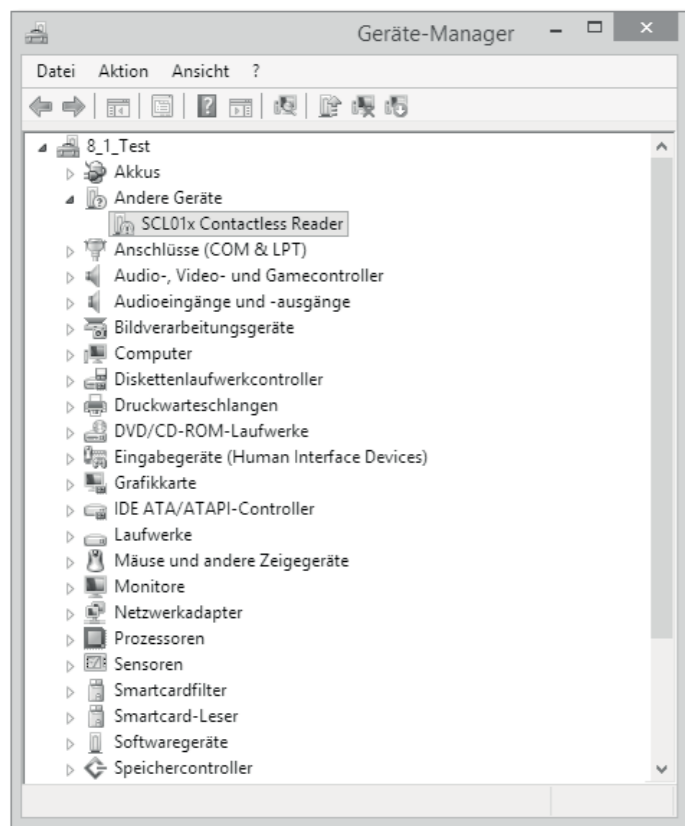 Geräte-Manager
Datei Aktion Ansicht ?
8_1_Test
Akkus
Andere Geräte
SCL01x Contactless Reader
Anschlüsse (COM & LPT)
Audio-, Video- und Gamecontroller
Audioeingänge und -ausgänge
Bildverarbeitungsgeräte
Computer
Diskettenlaufwerkcontroller
Druckwarteschlangen
DVD/CD-ROM-Laufwerke
Eingabegeräte (Human Interface Devices)
Grafikkarte
IDE ATA/ATAPI-Controller
Laufwerke
Mäuse und andere Zeigegeräte
Monitore
Netzwerkadapter
Prozessoren
Sensoren
Smartcardfilter
Smartcard-Leser
Softwaregeräte
Speichercontroller